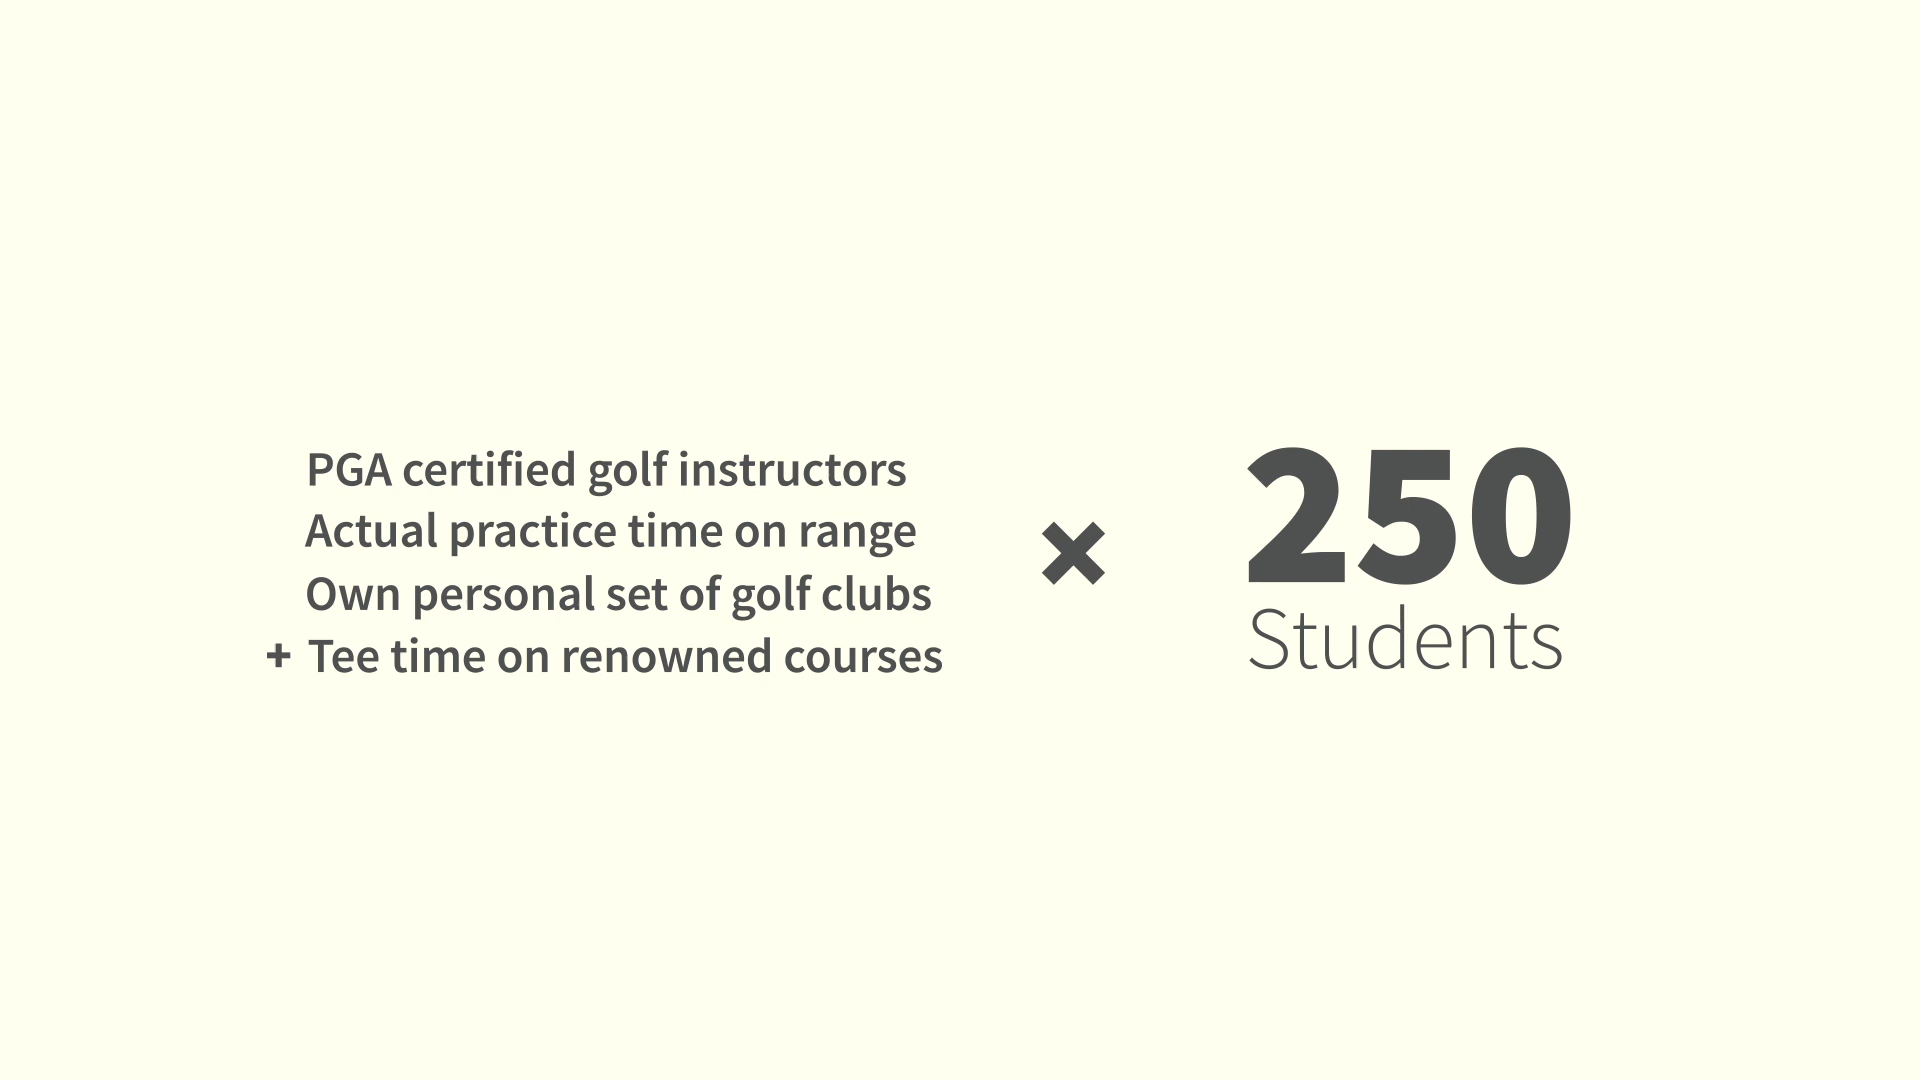 PGA certified golf instructors
Actual practice time on range
Own personal set of golf clubs
+ Tee time on renowned courses
×
250
Students